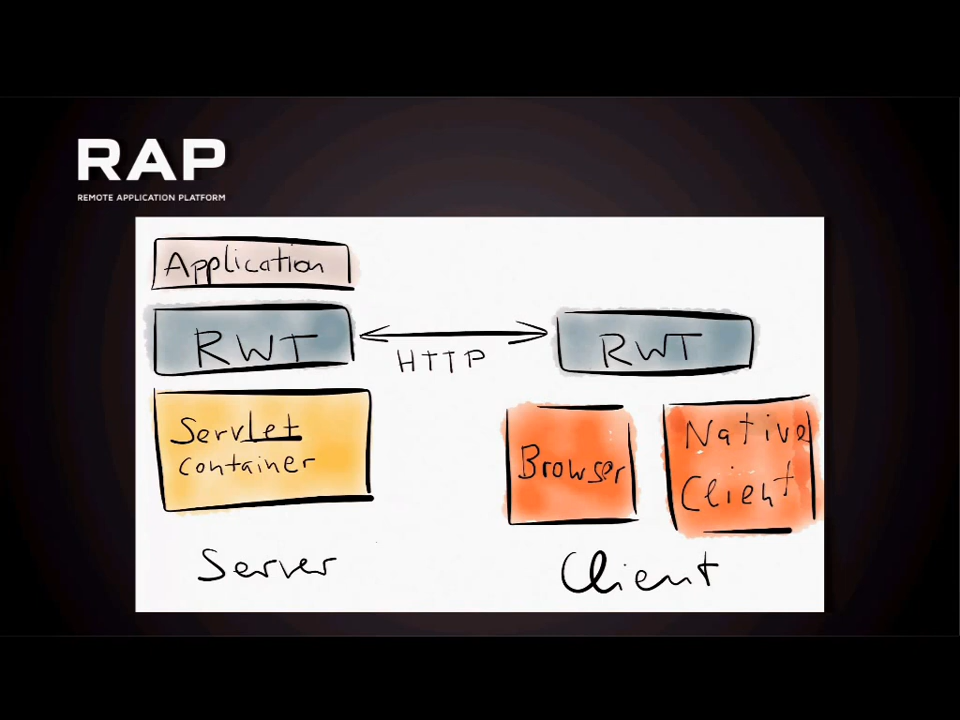 RAP
REMOTE APPLICATION PLATFORM
Application
RWT
HTTP
RWT
Servlet
container
Browser
Native
Client
Server
Client